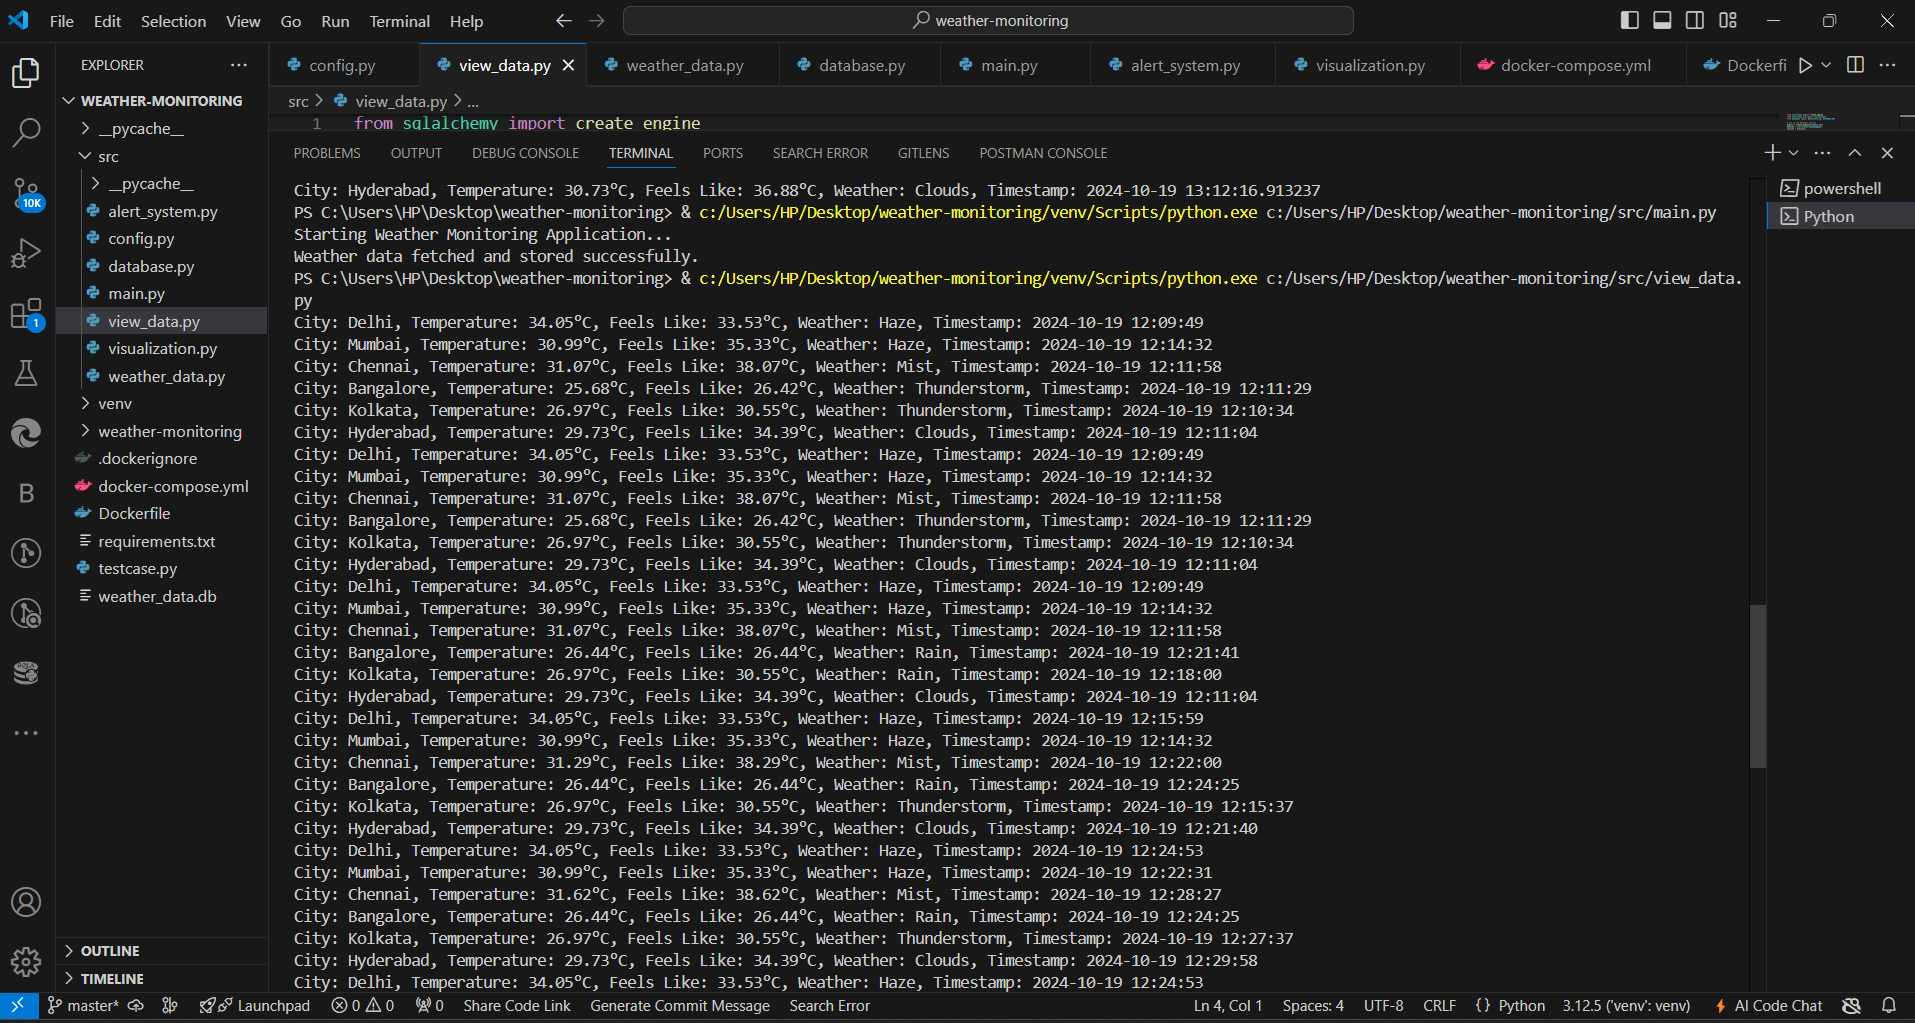 File Edit Selection View Go Run Terminal Help weather-monitoring
EXPLORER
config.py view_data.py weather_data.py database.py main.py alert_system.py visualization.py docker-compose.yml Dockerfi
WEATHER-MONITORING
__pycache__
src
__pycache__
alert_system.py
config.py
database.py
main.py
view_data.py
visualization.py
weather_data.py
venv
weather-monitoring
.dockerignore
docker-compose.yml
Dockerfile
requirements.txt
testcase.py
weather_data.db
OUTLINE
TIMELINE
10K
1
B
src > view_data.py > ...
1 from sqlalchemy import create_engine
PROBLEMS OUTPUT DEBUG CONSOLE TERMINAL PORTS SEARCH ERROR GITLENS POSTMAN CONSOLE
powershell
Python
City: Hyderabad, Temperature: 30.73°C, Feels Like: 36.88°C, Weather: Clouds, Timestamp: 2024-10-19 13:12:16.913237
PS C:\Users\HP\Desktop\weather-monitoring> & c:/Users/HP/Desktop/weather-monitoring/venv/Scripts/python.exe c:/Users/HP/Desktop/weather-monitoring/src/main.py
Starting Weather Monitoring Application...
Weather data fetched and stored successfully.
PS C:\Users\HP\Desktop\weather-monitoring> & c:/Users/HP/Desktop/weather-monitoring/venv/Scripts/python.exe c:/Users/HP/Desktop/weather-monitoring/src/view_data.
py
City: Delhi, Temperature: 34.05°C, Feels Like: 33.53°C, Weather: Haze, Timestamp: 2024-10-19 12:09:49
City: Mumbai, Temperature: 30.99°C, Feels Like: 35.33°C, Weather: Haze, Timestamp: 2024-10-19 12:14:32
City: Chennai, Temperature: 31.07°C, Feels Like: 38.07°C, Weather: Mist, Timestamp: 2024-10-19 12:11:58
City: Bangalore, Temperature: 25.68°C, Feels Like: 26.42°C, Weather: Thunderstorm, Timestamp: 2024-10-19 12:11:29
City: Kolkata, Temperature: 26.97°C, Feels Like: 30.55°C, Weather: Thunderstorm, Timestamp: 2024-10-19 12:10:34
City: Hyderabad, Temperature: 29.73°C, Feels Like: 34.39°C, Weather: Clouds, Timestamp: 2024-10-19 12:11:04
City: Delhi, Temperature: 34.05°C, Feels Like: 33.53°C, Weather: Haze, Timestamp: 2024-10-19 12:09:49
City: Mumbai, Temperature: 30.99°C, Feels Like: 35.33°C, Weather: Haze, Timestamp: 2024-10-19 12:14:32
City: Chennai, Temperature: 31.07°C, Feels Like: 38.07°C, Weather: Mist, Timestamp: 2024-10-19 12:11:58
City: Bangalore, Temperature: 25.68°C, Feels Like: 26.42°C, Weather: Thunderstorm, Timestamp: 2024-10-19 12:11:29
City: Kolkata, Temperature: 26.97°C, Feels Like: 30.55°C, Weather: Thunderstorm, Timestamp: 2024-10-19 12:10:34
City: Hyderabad, Temperature: 29.73°C, Feels Like: 34.39°C, Weather: Clouds, Timestamp: 2024-10-19 12:11:04
City: Delhi, Temperature: 34.05°C, Feels Like: 33.53°C, Weather: Haze, Timestamp: 2024-10-19 12:09:49
City: Mumbai, Temperature: 30.99°C, Feels Like: 35.33°C, Weather: Haze, Timestamp: 2024-10-19 12:14:32
City: Chennai, Temperature: 31.07°C, Feels Like: 38.07°C, Weather: Mist, Timestamp: 2024-10-19 12:11:58
City: Bangalore, Temperature: 26.44°C, Feels Like: 26.44°C, Weather: Rain, Timestamp: 2024-10-19 12:21:41
City: Kolkata, Temperature: 26.97°C, Feels Like: 30.55°C, Weather: Rain, Timestamp: 2024-10-19 12:18:00
City: Hyderabad, Temperature: 29.73°C, Feels Like: 34.39°C, Weather: Clouds, Timestamp: 2024-10-19 12:11:04
City: Delhi, Temperature: 34.05°C, Feels Like: 33.53°C, Weather: Haze, Timestamp: 2024-10-19 12:15:59
City: Mumbai, Temperature: 30.99°C, Feels Like: 35.33°C, Weather: Haze, Timestamp: 2024-10-19 12:14:32
City: Chennai, Temperature: 31.29°C, Feels Like: 38.29°C, Weather: Mist, Timestamp: 2024-10-19 12:22:00
City: Bangalore, Temperature: 26.44°C, Feels Like: 26.44°C, Weather: Rain, Timestamp: 2024-10-19 12:24:25
City: Kolkata, Temperature: 26.97°C, Feels Like: 30.55°C, Weather: Thunderstorm, Timestamp: 2024-10-19 12:15:37
City: Hyderabad, Temperature: 29.73°C, Feels Like: 34.39°C, Weather: Clouds, Timestamp: 2024-10-19 12:21:40
City: Delhi, Temperature: 34.05°C, Feels Like: 33.53°C, Weather: Haze, Timestamp: 2024-10-19 12:24:53
City: Mumbai, Temperature: 30.99°C, Feels Like: 35.33°C, Weather: Haze, Timestamp: 2024-10-19 12:22:31
City: Chennai, Temperature: 31.62°C, Feels Like: 38.62°C, Weather: Mist, Timestamp: 2024-10-19 12:28:27
City: Bangalore, Temperature: 26.44°C, Feels Like: 26.44°C, Weather: Rain, Timestamp: 2024-10-19 12:24:25
City: Kolkata, Temperature: 26.97°C, Feels Like: 30.55°C, Weather: Thunderstorm, Timestamp: 2024-10-19 12:27:37
City: Hyderabad, Temperature: 29.73°C, Feels Like: 34.39°C, Weather: Clouds, Timestamp: 2024-10-19 12:29:58
City: Delhi, Temperature: 34.05°C, Feels Like: 33.53°C, Weather: Haze, Timestamp: 2024-10-19 12:24:53
master* Launchpad 0 0 0 Share Code Link Generate Commit Message Search Error Ln 4, Col 1 Spaces: 4 UTF-8 CRLF {} Python 3.12.5 ('venv': venv) AI Code Chat